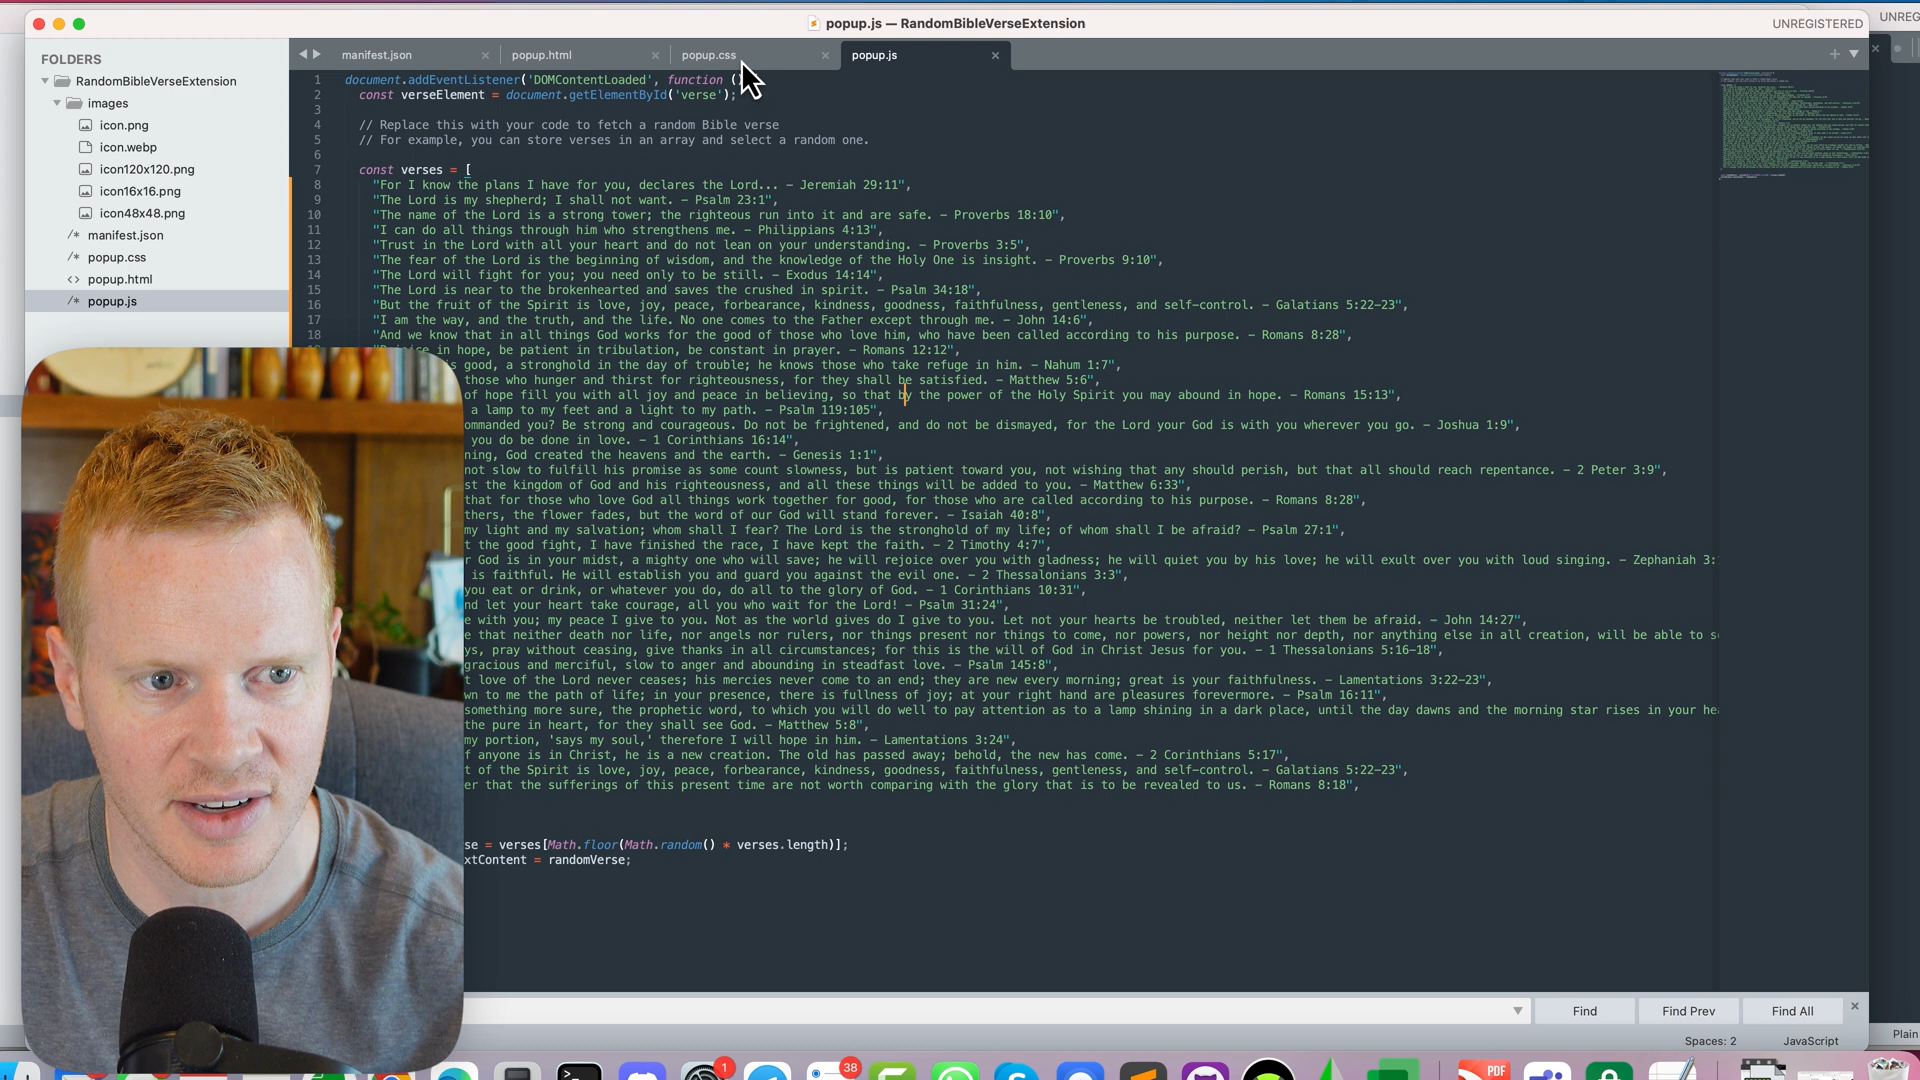 popup.js — RandomBibleVerseExtension
UNREGISTERED
UNREG
FOLDERS
RandomBibleVerseExtension
images
icon.png
icon.webp
icon120x120.png
icon16x16.png
icon48x48.png
/* manifest.json
/* popup.css
<> popup.html
/* popup.js
manifest.json
popup.html
popup.css
popup.js
1 document.addEventListener('DOMContentLoaded', function ()
2 const verseElement = document.getElementById('verse');
3
4 // Replace this with your code to fetch a random Bible verse
5 // For example, you can store verses in an array and select a random one.
6
7 const verses = [
8 "For I know the plans I have for you, declares the Lord... – Jeremiah 29:11",
9 "The Lord is my shepherd; I shall not want. – Psalm 23:1",
10 "The name of the Lord is a strong tower; the righteous run into it and are safe. – Proverbs 18:10",
11 "I can do all things through him who strengthens me. – Philippians 4:13",
12 "Trust in the Lord with all your heart and do not lean on your understanding. – Proverbs 3:5",
13 "The fear of the Lord is the beginning of wisdom, and the knowledge of the Holy One is insight. – Proverbs 9:10",
14 "The Lord will fight for you; you need only to be still. – Exodus 14:14",
15 "The Lord is near to the brokenhearted and saves the crushed in spirit. – Psalm 34:18",
16 "But the fruit of the Spirit is love, joy, peace, forbearance, kindness, goodness, faithfulness, gentleness, and self-control. – Galatians 5:22–23",
17 "I am the way, and the truth, and the life. No one comes to the Father except through me. – John 14:6",
18 "And we know that in all things God works for the good of those who love him, who have been called according to his purpose. – Romans 8:28",
in hope, be patient in tribulation, be constant in prayer. – Romans 12:12",
s good, a stronghold in the day of trouble; he knows those who take refuge in him. – Nahum 1:7",
those who hunger and thirst for righteousness, for they shall be satisfied. – Matthew 5:6",
of hope fill you with all joy and peace in believing, so that by the power of the Holy Spirit you may abound in hope. – Romans 15:13",
a lamp to my feet and a light to my path. – Psalm 119:105",
ommanded you? Be strong and courageous. Do not be frightened, and do not be dismayed, for the Lord your God is with you wherever you go. – Joshua 1:9",
you do be done in love. – 1 Corinthians 16:14",
ning, God created the heavens and the earth. – Genesis 1:1",
not slow to fulfill his promise as some count slowness, but is patient toward you, not wishing that any should perish, but that all should reach repentance. – 2 Peter 3:9",
st the kingdom of God and his righteousness, and all these things will be added to you. – Matthew 6:33",
that for those who love God all things work together for good, for those who are called according to his purpose. – Romans 8:28",
thers, the flower fades, but the word of our God will stand forever. – Isaiah 40:8",
my light and my salvation; whom shall I fear? The Lord is the stronghold of my life; of whom shall I be afraid? – Psalm 27:1",
t the good fight, I have finished the race, I have kept the faith. – 2 Timothy 4:7",
r God is in your midst, a mighty one who will save; he will rejoice over you with gladness; he will quiet you by his love; he will exult over you with loud singing. – Zephaniah 3:
is faithful. He will establish you and guard you against the evil one. – 2 Thessalonians 3:3",
you eat or drink, or whatever you do, do all to the glory of God. – 1 Corinthians 10:31",
nd let your heart take courage, all you who wait for the Lord! – Psalm 31:24",
e with you; my peace I give to you. Not as the world gives do I give to you. Let not your hearts be troubled, neither let them be afraid. – John 14:27",
e that neither death nor life, nor angels nor rulers, nor things present nor things to come, nor powers, nor height nor depth, nor anything else in all creation, will be able to s
ys, pray without ceasing, give thanks in all circumstances; for this is the will of God in Christ Jesus for you. – 1 Thessalonians 5:16–18",
gracious and merciful, slow to anger and abounding in steadfast love. – Psalm 145:8",
t love of the Lord never ceases; his mercies never come to an end; they are new every morning; great is your faithfulness. – Lamentations 3:22–23",
wn to me the path of life; in your presence, there is fullness of joy; at your right hand are pleasures forevermore. – Psalm 16:11",
something more sure, the prophetic word, to which you will do well to pay attention as to a lamp shining in a dark place, until the day dawns and the morning star rises in your hea
the pure in heart, for they shall see God. – Matthew 5:8",
my portion, 'says my soul,' therefore I will hope in him. – Lamentations 3:24",
f anyone is in Christ, he is a new creation. The old has passed away; behold, the new has come. – 2 Corinthians 5:17",
t of the Spirit is love, joy, peace, forbearance, kindness, goodness, faithfulness, gentleness, and self-control. – Galatians 5:22–23",
er that the sufferings of this present time are not worth comparing with the glory that is to be revealed to us. – Romans 8:18",
se = verses[Math.floor(Math.random() * verses.length)];
xtContent = randomVerse;
Find
Find Prev
Find All
Spaces: 2
JavaScript
Plain
1
38
PDF